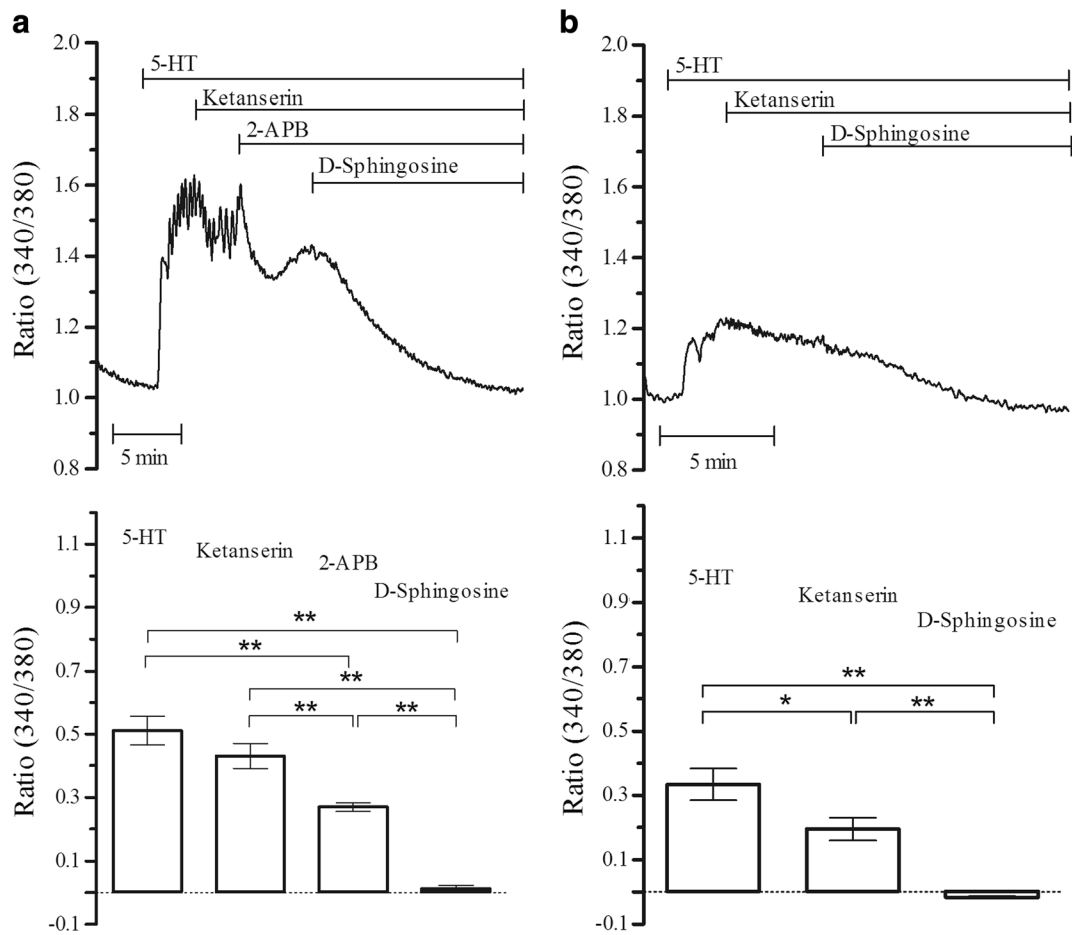 a
2.0
1.8
1.6
1.4
1.2
1.0
0.8
Ratio (340/380)
5-HT
Ketanserin
2-APB
D-Sphingosine
5 min
b
2.0
1.8
1.6
1.4
1.2
1.0
0.8
Ratio (340/380)
5-HT
Ketanserin
D-Sphingosine
5 min
1.1
0.9
0.7
0.5
0.3
0.1
-0.1
Ratio (340/380)
5-HT
Ketanserin
2-APB
D-Sphingosine
**
**
**
**
**
1.1
0.9
0.7
0.5
0.3
0.1
-0.1
Ratio (340/380)
5-HT
Ketanserin
D-Sphingosine
**
*
**